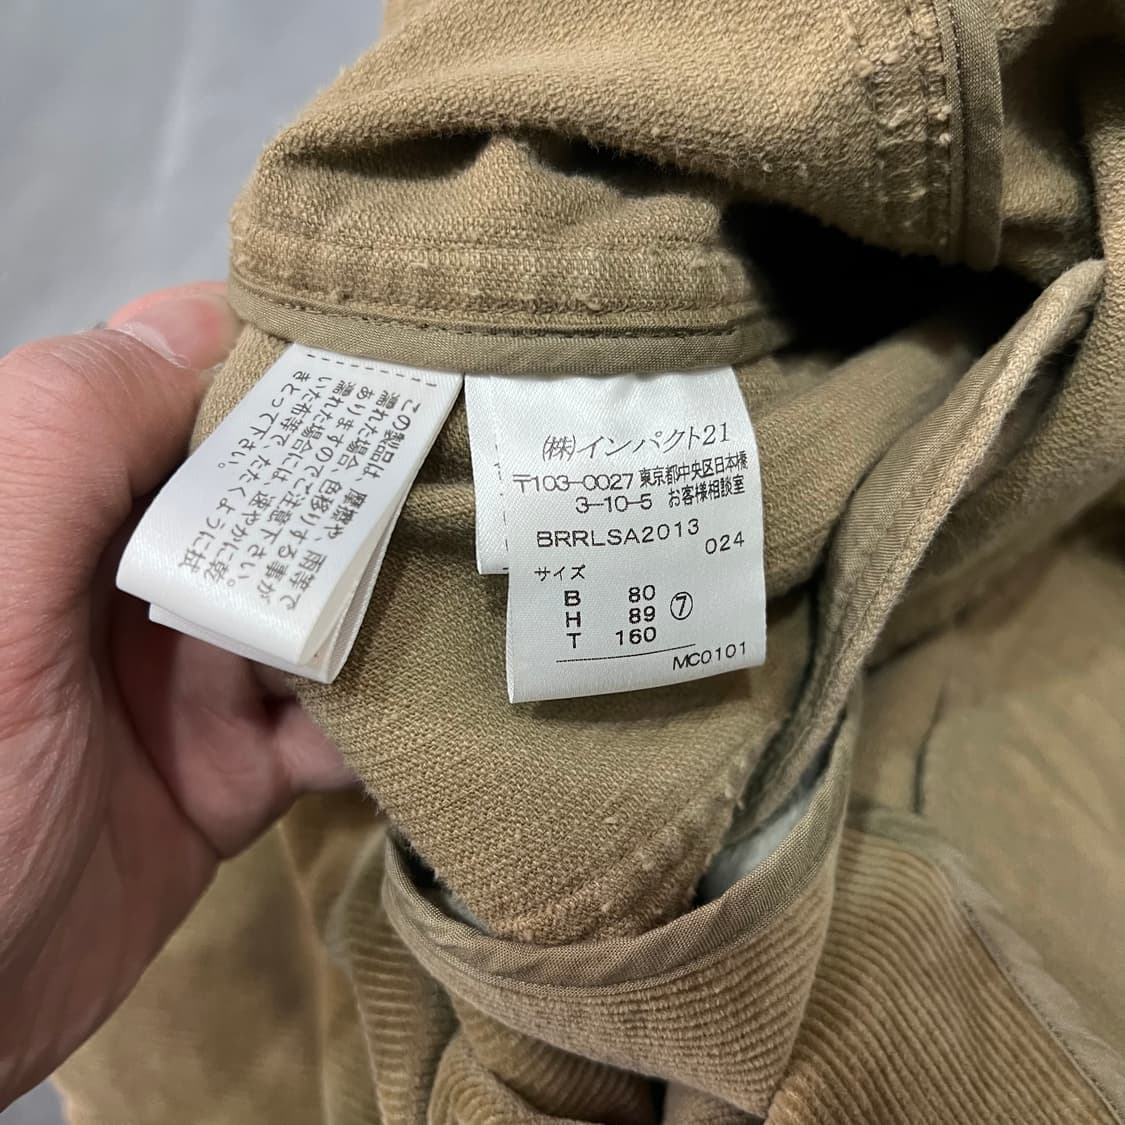 この製品は、摩擦や、雨等で
濡れた場合、色移りする事が
ありますのでご注意下さい。
濡れた場合には、速やかに乾
いた布等でたたくように拭
きとって下さい。
(株)インパクト21
〒103-0027 東京都中央区日本橋
3-10-5 お客様相談室
BRRLSA2013
024
サイズ
B 80
H 89 ⑦
T 160
MC0101